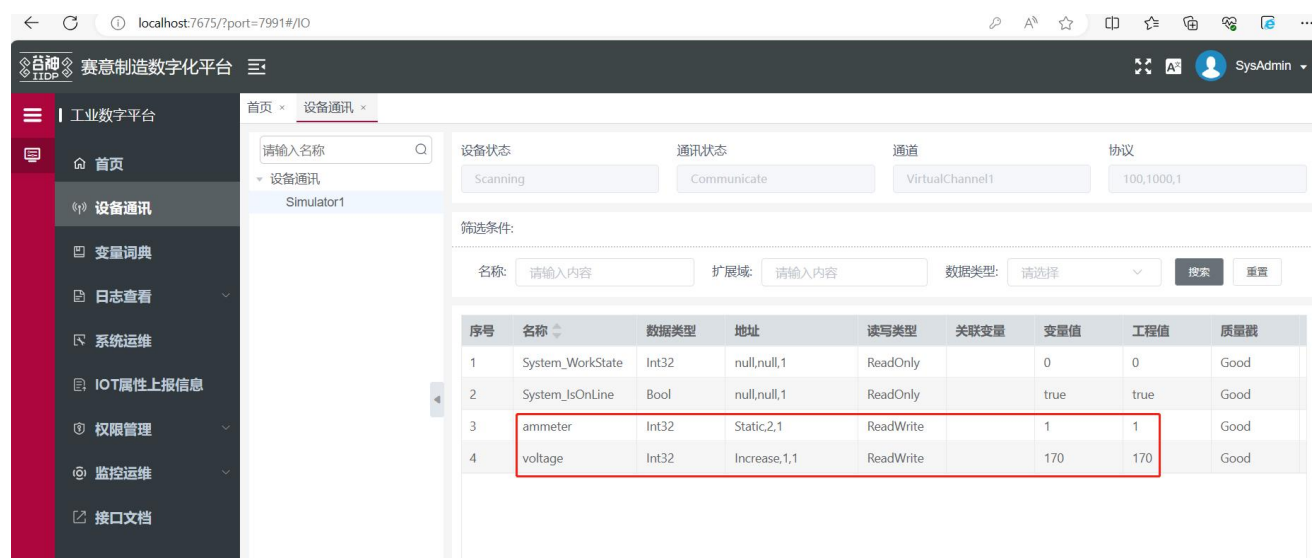 localhost:7675/?port=7991#/IO
谷神 IIDP 赛意制造数字化平台 SysAdmin
工业数字平台
首页
设备通讯
变量词典
日志查看
系统运维
IOT属性上报信息
权限管理
监控运维
接口文档
首页 × 设备通讯 ×
请输入名称
设备通讯
Simulator1
设备状态 通讯状态 通道 协议
Scanning Communicate VirtualChannel1 100,1000,1
筛选条件:
名称: 请输入内容 扩展域: 请输入内容 数据类型: 请选择 搜索 重置
序号 名称 数据类型 地址 读写类型 关联变量 变量值 工程值 质量戳
1 System_WorkState Int32 null,null,1 ReadOnly 0 0 Good
2 System_IsOnLine Bool null,null,1 ReadOnly true true Good
3 ammeter Int32 Static,2,1 ReadWrite 1 1 Good
4 voltage Int32 Increase,1,1 ReadWrite 170 170 Good